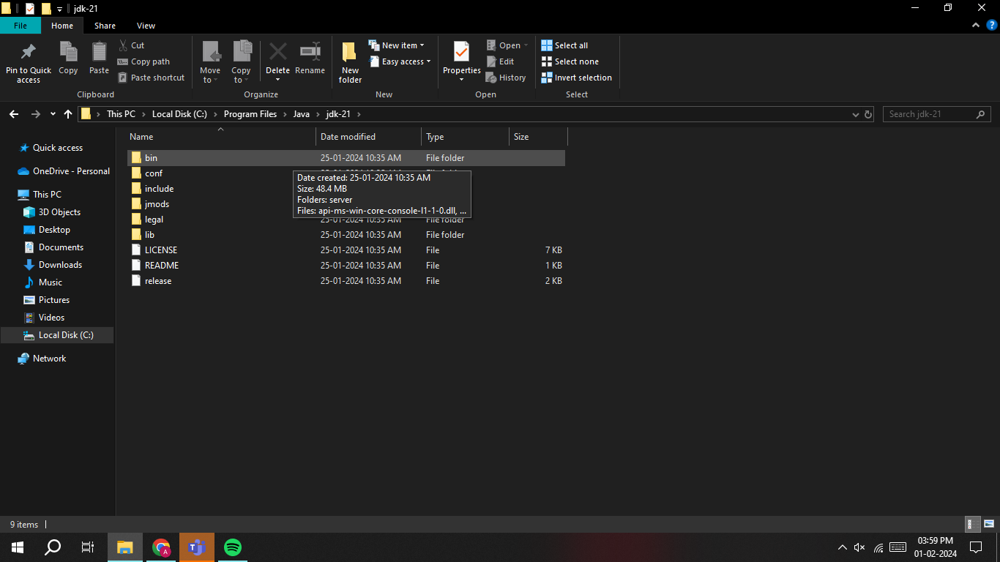 jdk-21
File Home Share View
Pin to Quick access
Copy
Paste
Cut
Copy path
Paste shortcut
Clipboard
Move to
Copy to
Delete
Rename
Organize
New folder
New item
Easy access
New
Properties
Open
Edit
History
Open
Select all
Select none
Invert selection
Select
This PC Local Disk (C:) Program Files Java jdk-21
Search jdk-21
Quick access
OneDrive - Personal
This PC
3D Objects
Desktop
Documents
Downloads
Music
Pictures
Videos
Local Disk (C:)
Network
Name Date modified Type Size
bin 25-01-2024 10:35 AM File folder
conf
include
jmods
legal 25-01-2024 10:35 AM File folder
lib 25-01-2024 10:35 AM File folder
LICENSE 25-01-2024 10:35 AM File 7 KB
README 25-01-2024 10:35 AM File 1 KB
release 25-01-2024 10:35 AM File 2 KB
Date created: 25-01-2024 10:35 AM
Size: 48.4 MB
Folders: server
Files: api-ms-win-core-console-l1-1-0.dll, ...
9 items
A
03:59 PM
01-02-2024